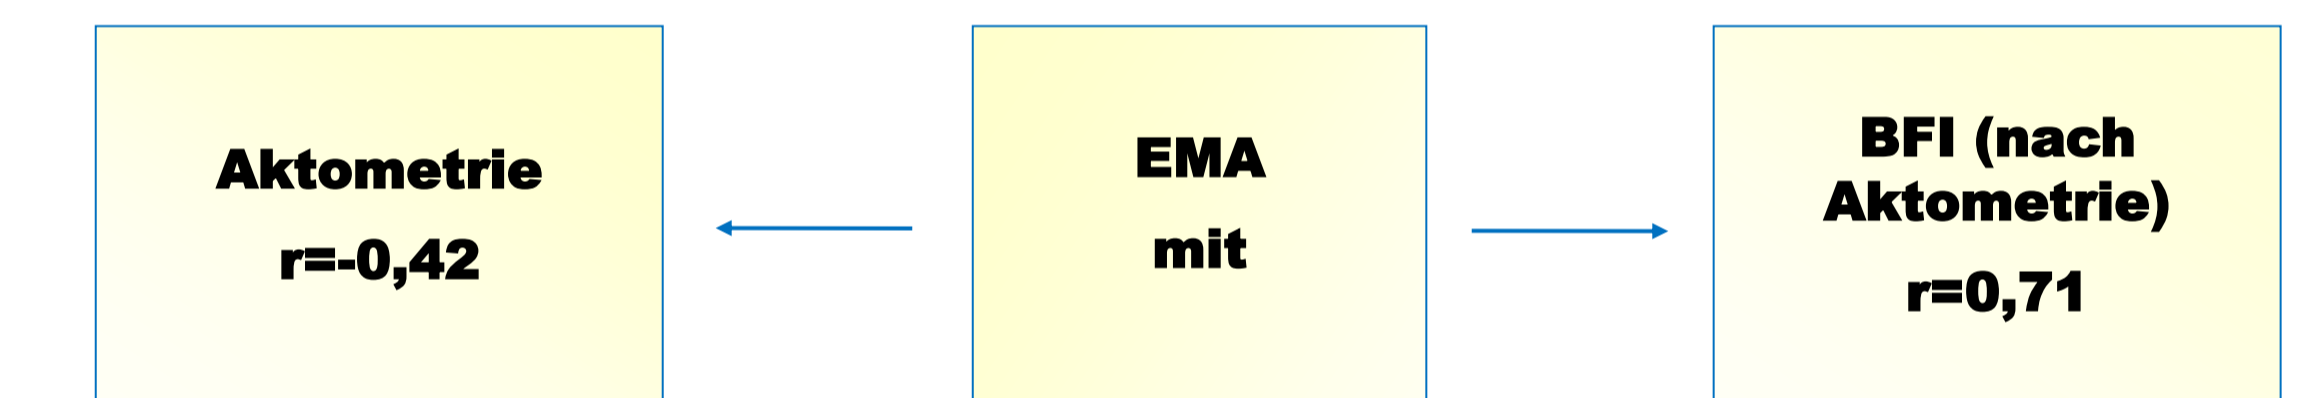 Aktometrie
r=-0,42
EMA
mit
BFI (nach
Aktometrie)
r=0,71